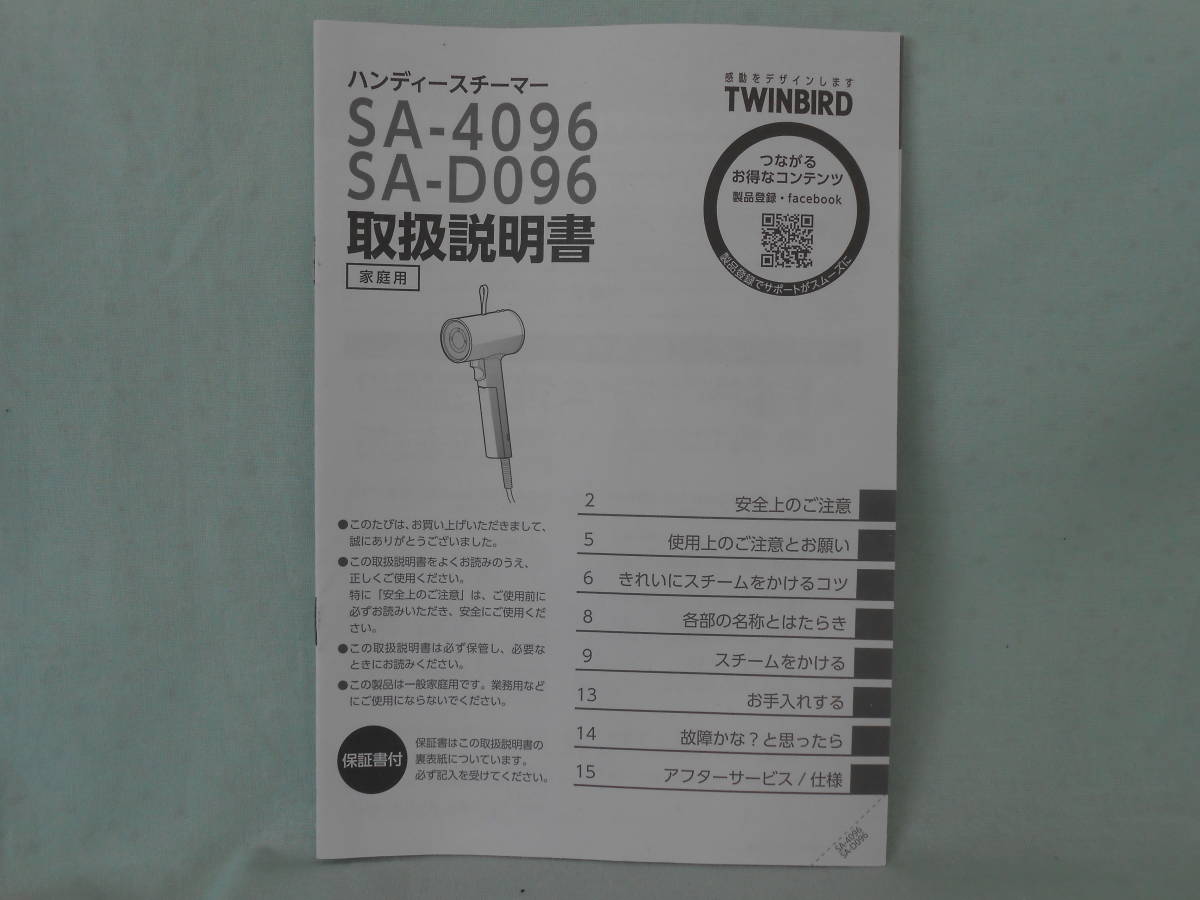 ハンディースチーマー
SA-4096
SA-D096
取扱説明書
家庭用
感動をデザインします
TWINBIRD
つながる
お得なコンテンツ
製品登録・facebook
製品登録でサポートがスムーズに
●このたびは、お買い上げいただきまして、
誠にありがとうございました。
●この取扱説明書をよくお読みのうえ、
正しくご使用ください。
特に「安全上のご注意」は、ご使用前に
必ずお読みいただき、安全にご使用くだ
さい。
●この取扱説明書は必ず保管し、必要な
ときにお読みください。
●この製品は一般家庭用です。業務用など
にご使用にならないでください。
保証書付
保証書はこの取扱説明書の
裏表紙についています。
必ず記入を受けてください。
2 安全上のご注意
5 使用上のご注意とお願い
6 きれいにスチームをかけるコツ
8 各部の名称とはたらき
9 スチームをかける
13 お手入れする
14 故障かな？と思ったら
15 アフターサービス/仕様
SA-4096
SA-D096